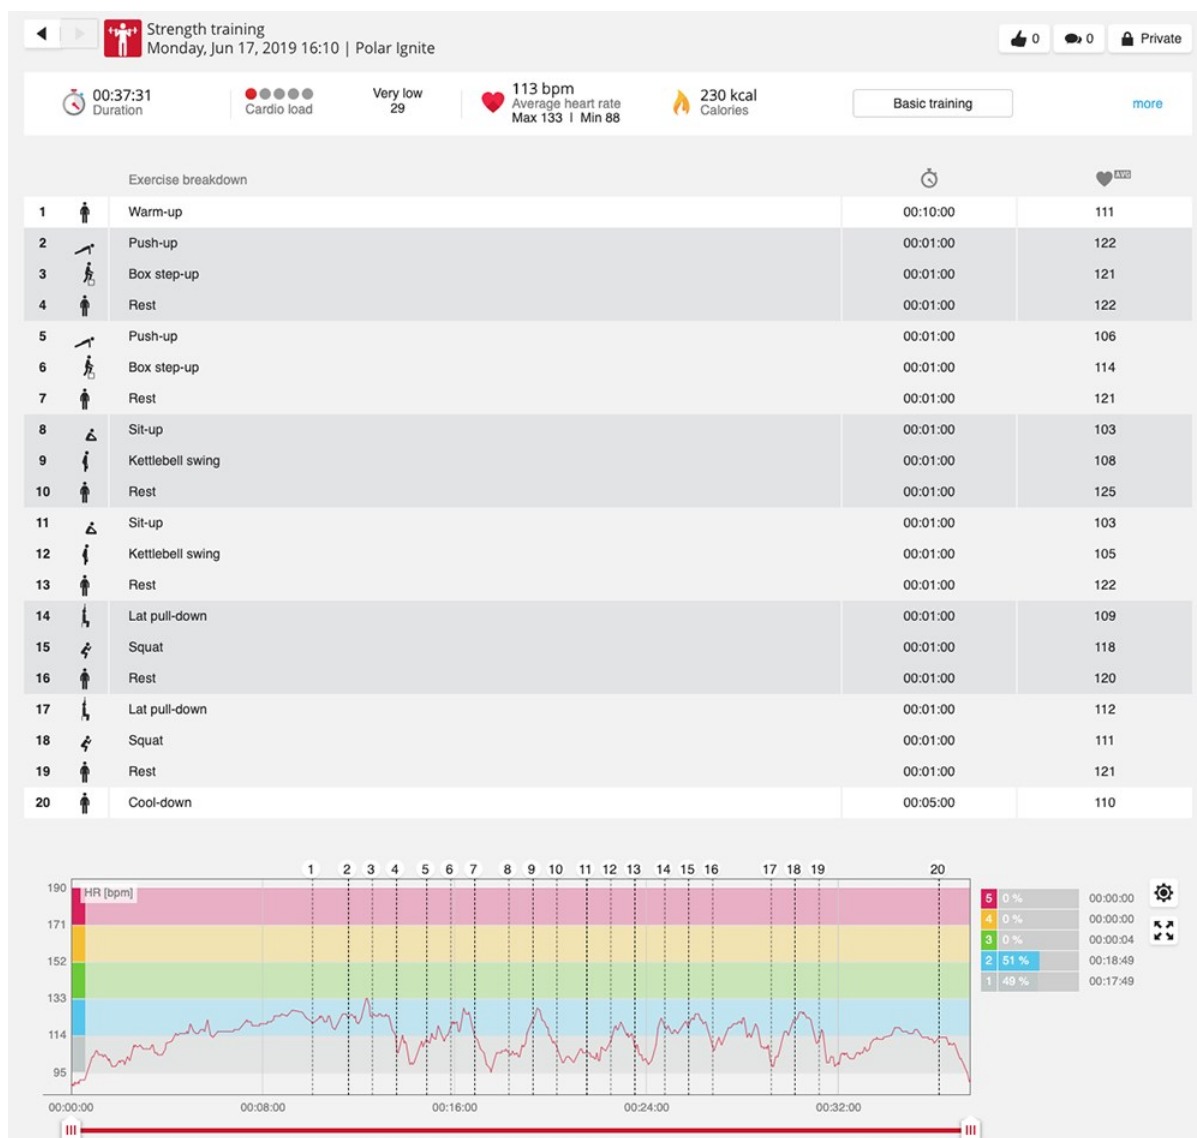 Strength training
Monday, Jun 17, 2019 16:10 | Polar Ignite
0
0
Private
00:37:31
Duration
Cardio load
Very low
29
113 bpm
Average heart rate
Max 133 | Min 88
230 kcal
Calories
Basic training
more
Exercise breakdown AVG
1 Warm-up 00:10:00 111
2 Push-up 00:01:00 122
3 Box step-up 00:01:00 121
4 Rest 00:01:00 122
5 Push-up 00:01:00 106
6 Box step-up 00:01:00 114
7 Rest 00:01:00 121
8 Sit-up 00:01:00 103
9 Kettlebell swing 00:01:00 108
10 Rest 00:01:00 125
11 Sit-up 00:01:00 103
12 Kettlebell swing 00:01:00 105
13 Rest 00:01:00 122
14 Lat pull-down 00:01:00 109
15 Squat 00:01:00 118
16 Rest 00:01:00 120
17 Lat pull-down 00:01:00 112
18 Squat 00:01:00 111
19 Rest 00:01:00 121
20 Cool-down 00:05:00 110
1 2 3 4 5 6 7 8 9 10 11 12 13 14 15 16 17 18 19 20
HR [bpm]
190
171
152
133
114
95
00:00:00 00:08:00 00:16:00 00:24:00 00:32:00
5 0 % 00:00:00
4 0 % 00:00:00
3 0 % 00:00:04
2 51 % 00:18:49
1 49 % 00:17:49